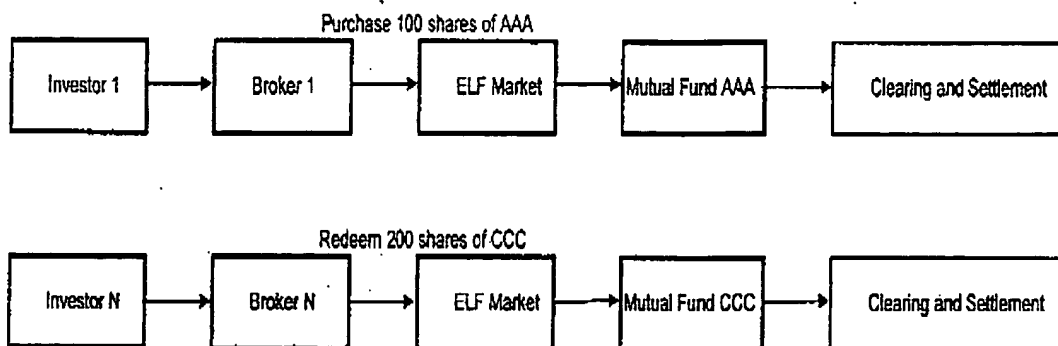 Purchase 100 shares of AAA
Investor 1 Broker 1 ELF Market Mutual Fund AAA Clearing and Settlement
Redeem 200 shares of CCC
Investor N Broker N ELF Market Mutual Fund CCC Clearing and Settlement